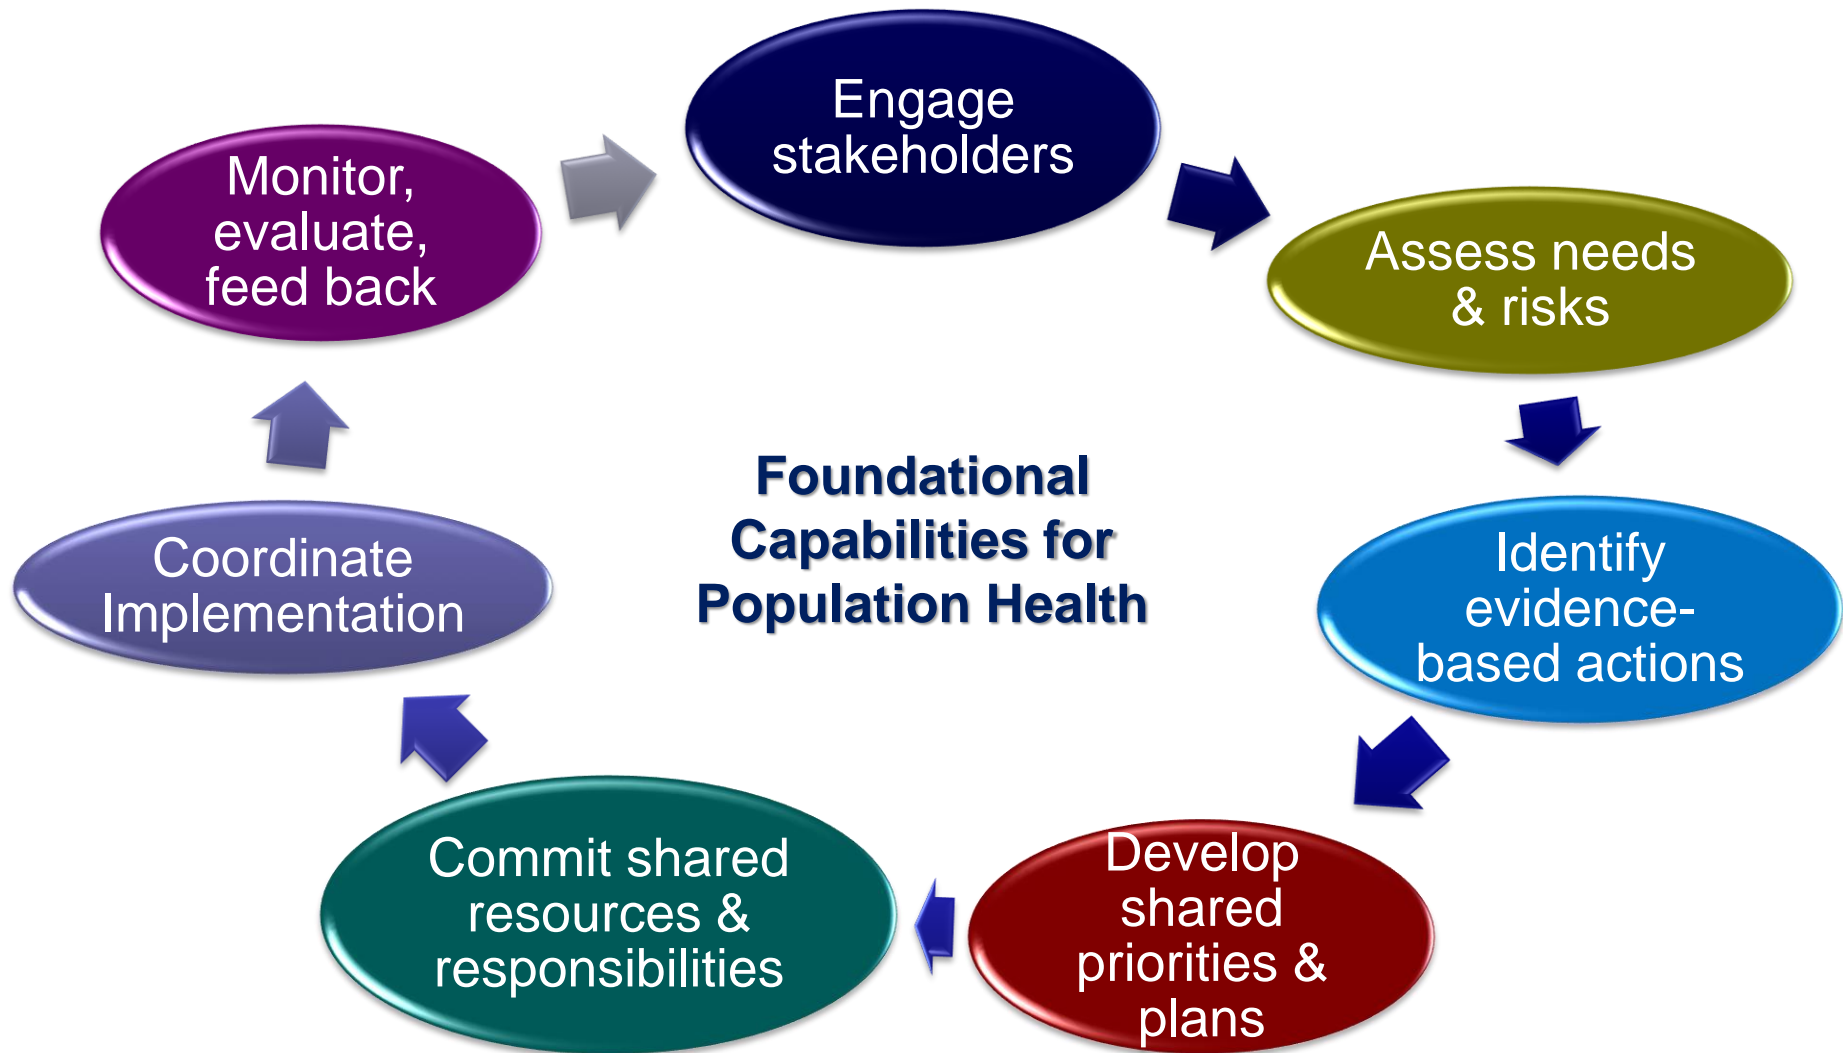 Engage
stakeholders
Assess needs
& risks
Identify
evidence-
based actions
Develop
shared
priorities &
plans
Commit shared
resources &
responsibilities
Coordinate
Implementation
Monitor,
evaluate,
feed back
Foundational
Capabilities for
Population Health